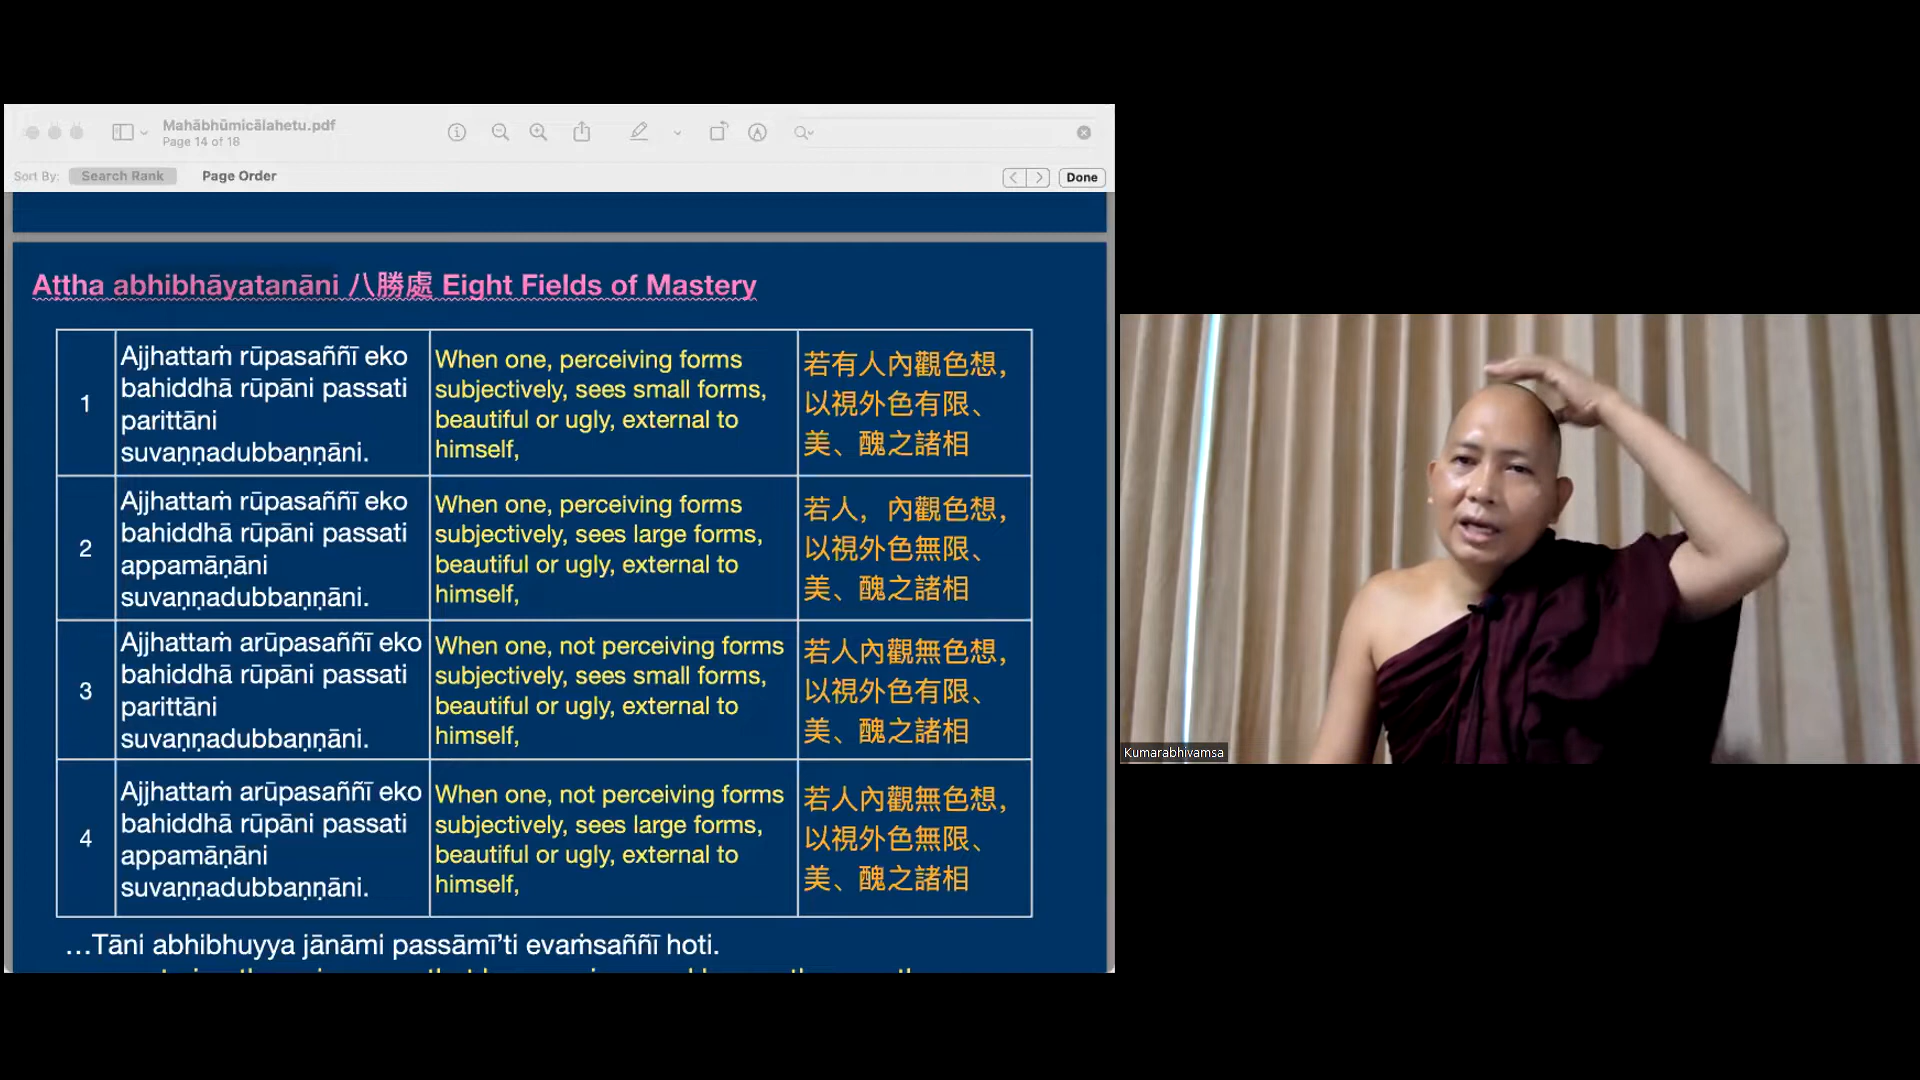 Mahābhūmicālahetu.pdf
Page 14 of 18
Sort By: Search Rank Page Order Done
Aṭṭha abhibhāyatanāni 八勝處 Eight Fields of Mastery
1
Ajjhattaṁ rūpasaññī eko
bahiddhā rūpāni passati
parittāni
suvaṇṇadubbaṇṇāni.
When one, perceiving forms
subjectively, sees small forms,
beautiful or ugly, external to
himself,
若有人內觀色想，
以視外色有限、
美、醜之諸相
2
Ajjhattaṁ rūpasaññī eko
bahiddhā rūpāni passati
appamāṇāni
suvaṇṇadubbaṇṇāni.
When one, perceiving forms
subjectively, sees large forms,
beautiful or ugly, external to
himself,
若人，內觀色想，
以視外色無限、
美、醜之諸相
3
Ajjhattaṁ arūpasaññī eko
bahiddhā rūpāni passati
parittāni
suvaṇṇadubbaṇṇāni.
When one, not perceiving forms
subjectively, sees small forms,
beautiful or ugly, external to
himself,
若人內觀無色想，
以視外色有限、
美、醜之諸相
4
Ajjhattaṁ arūpasaññī eko
bahiddhā rūpāni passati
appamāṇāni
suvaṇṇadubbaṇṇāni.
When one, not perceiving forms
subjectively, sees large forms,
beautiful or ugly, external to
himself,
若人內觀無色想，
以視外色無限、
美、醜之諸相
…Tāni abhibhuyya jānāmi passāmī’ti evaṁsaññī hoti.
Kumarabhivamsa